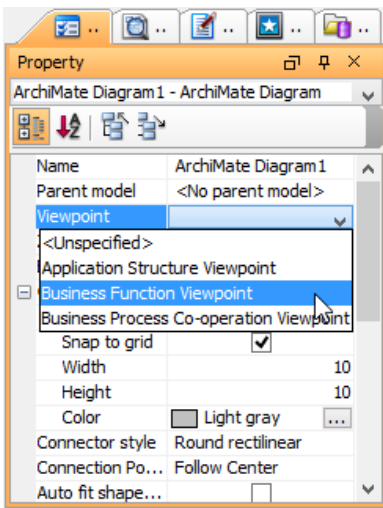 .. .. .. .. ..
Property
ArchiMate Diagram1 - ArchiMate Diagram
Name ArchiMate Diagram1
Parent model <No parent model>
Viewpoint
<Unspecified>
Application Structure Viewpoint
Business Function Viewpoint
Business Process Co-operation Viewpoint
Snap to grid
Width 10
Height 10
Color Light gray ...
Connector style Round rectilinear
Connection Po... Follow Center
Auto fit shape...